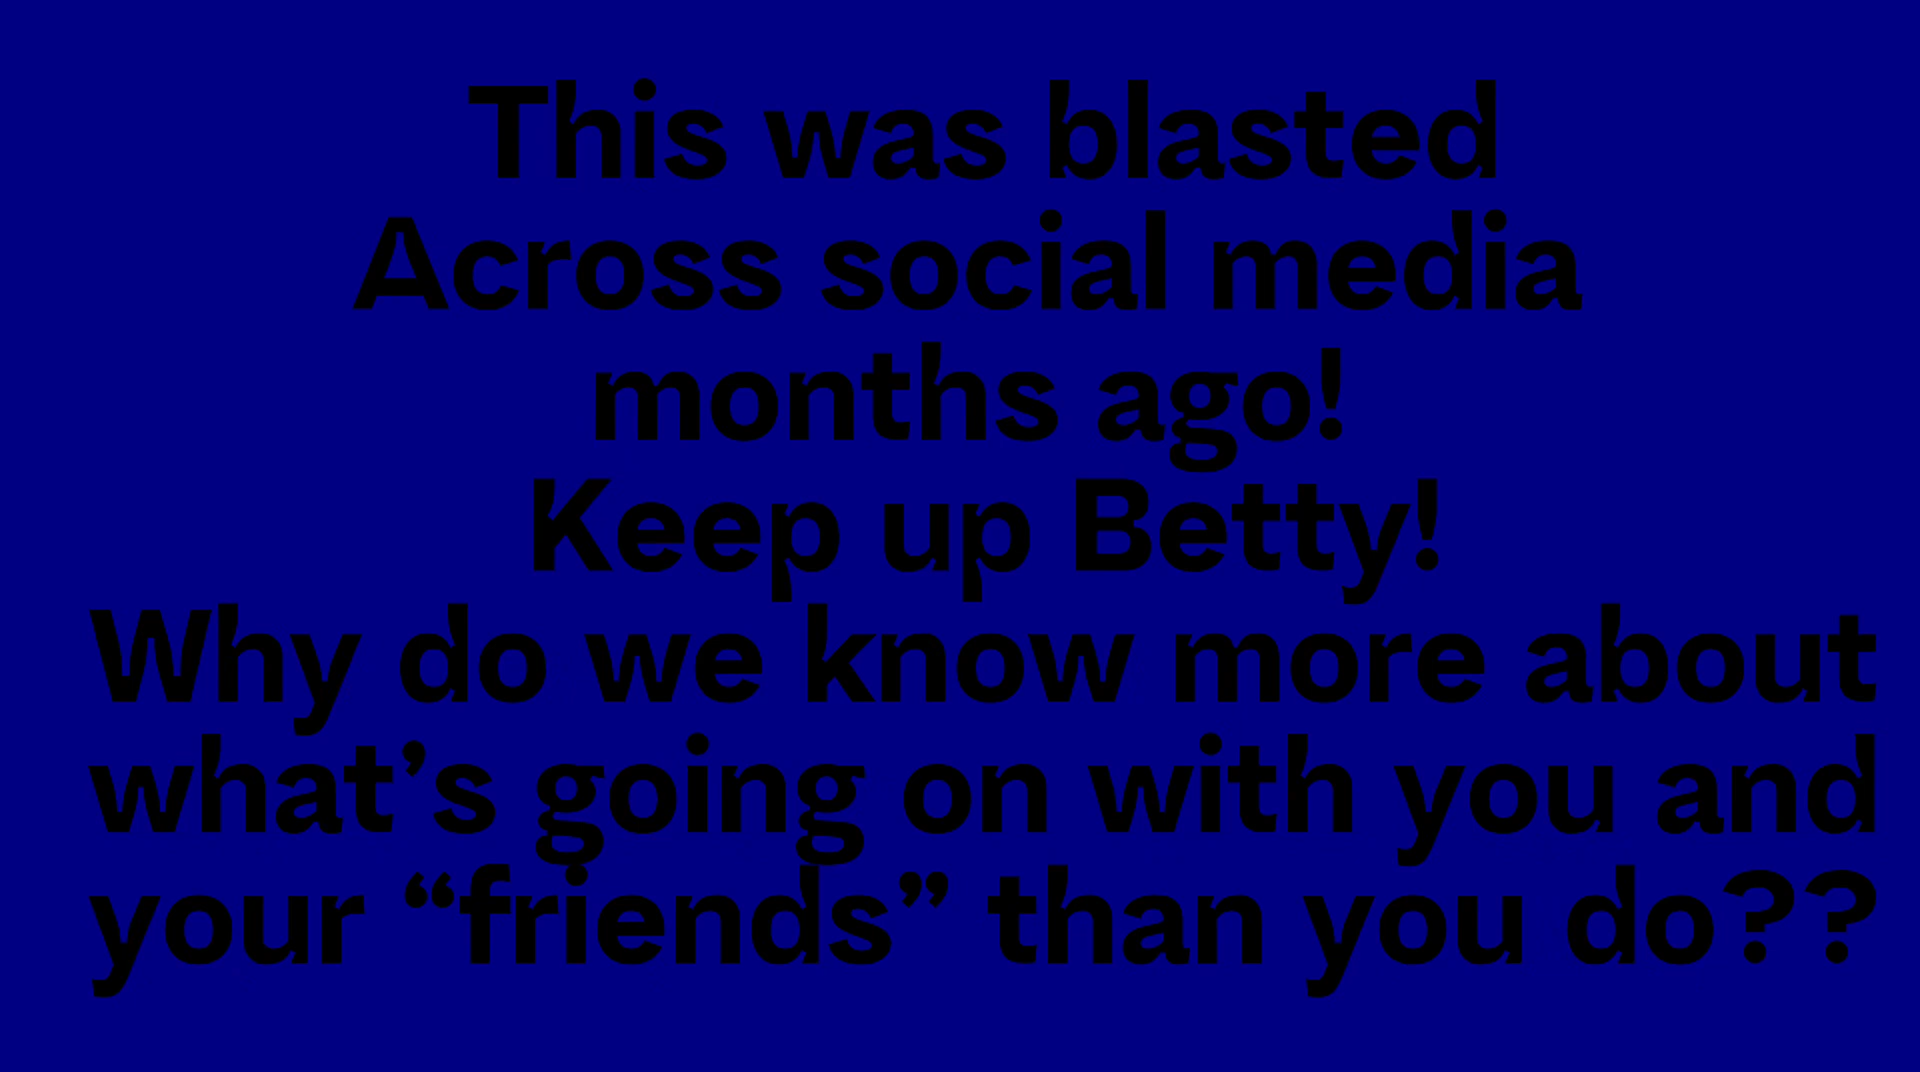 This was blasted
Across social media
months ago!
Keep up Betty!
Why do we know more about
what’s going on with you and
your “friends” than you do??